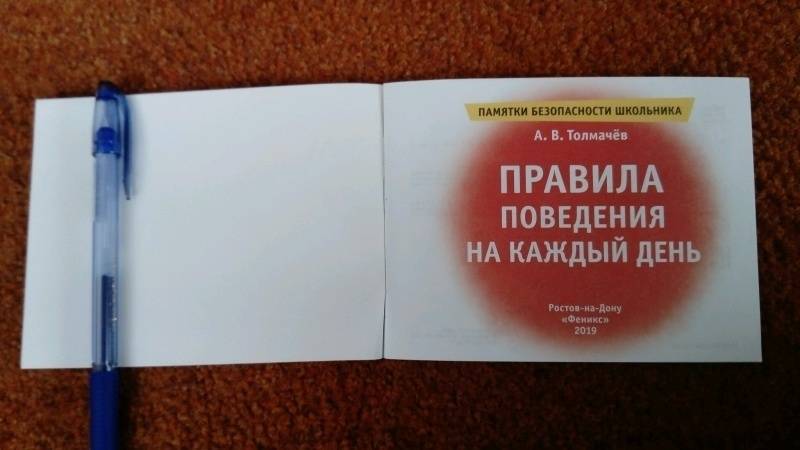 ПАМЯТКИ БЕЗОПАСНОСТИ ШКОЛЬНИКА
А. В. Толмачёв
ПРАВИЛА
ПОВЕДЕНИЯ
НА КАЖДЫЙ ДЕНЬ
Ростов-на-Дону
«Феникс»
2019